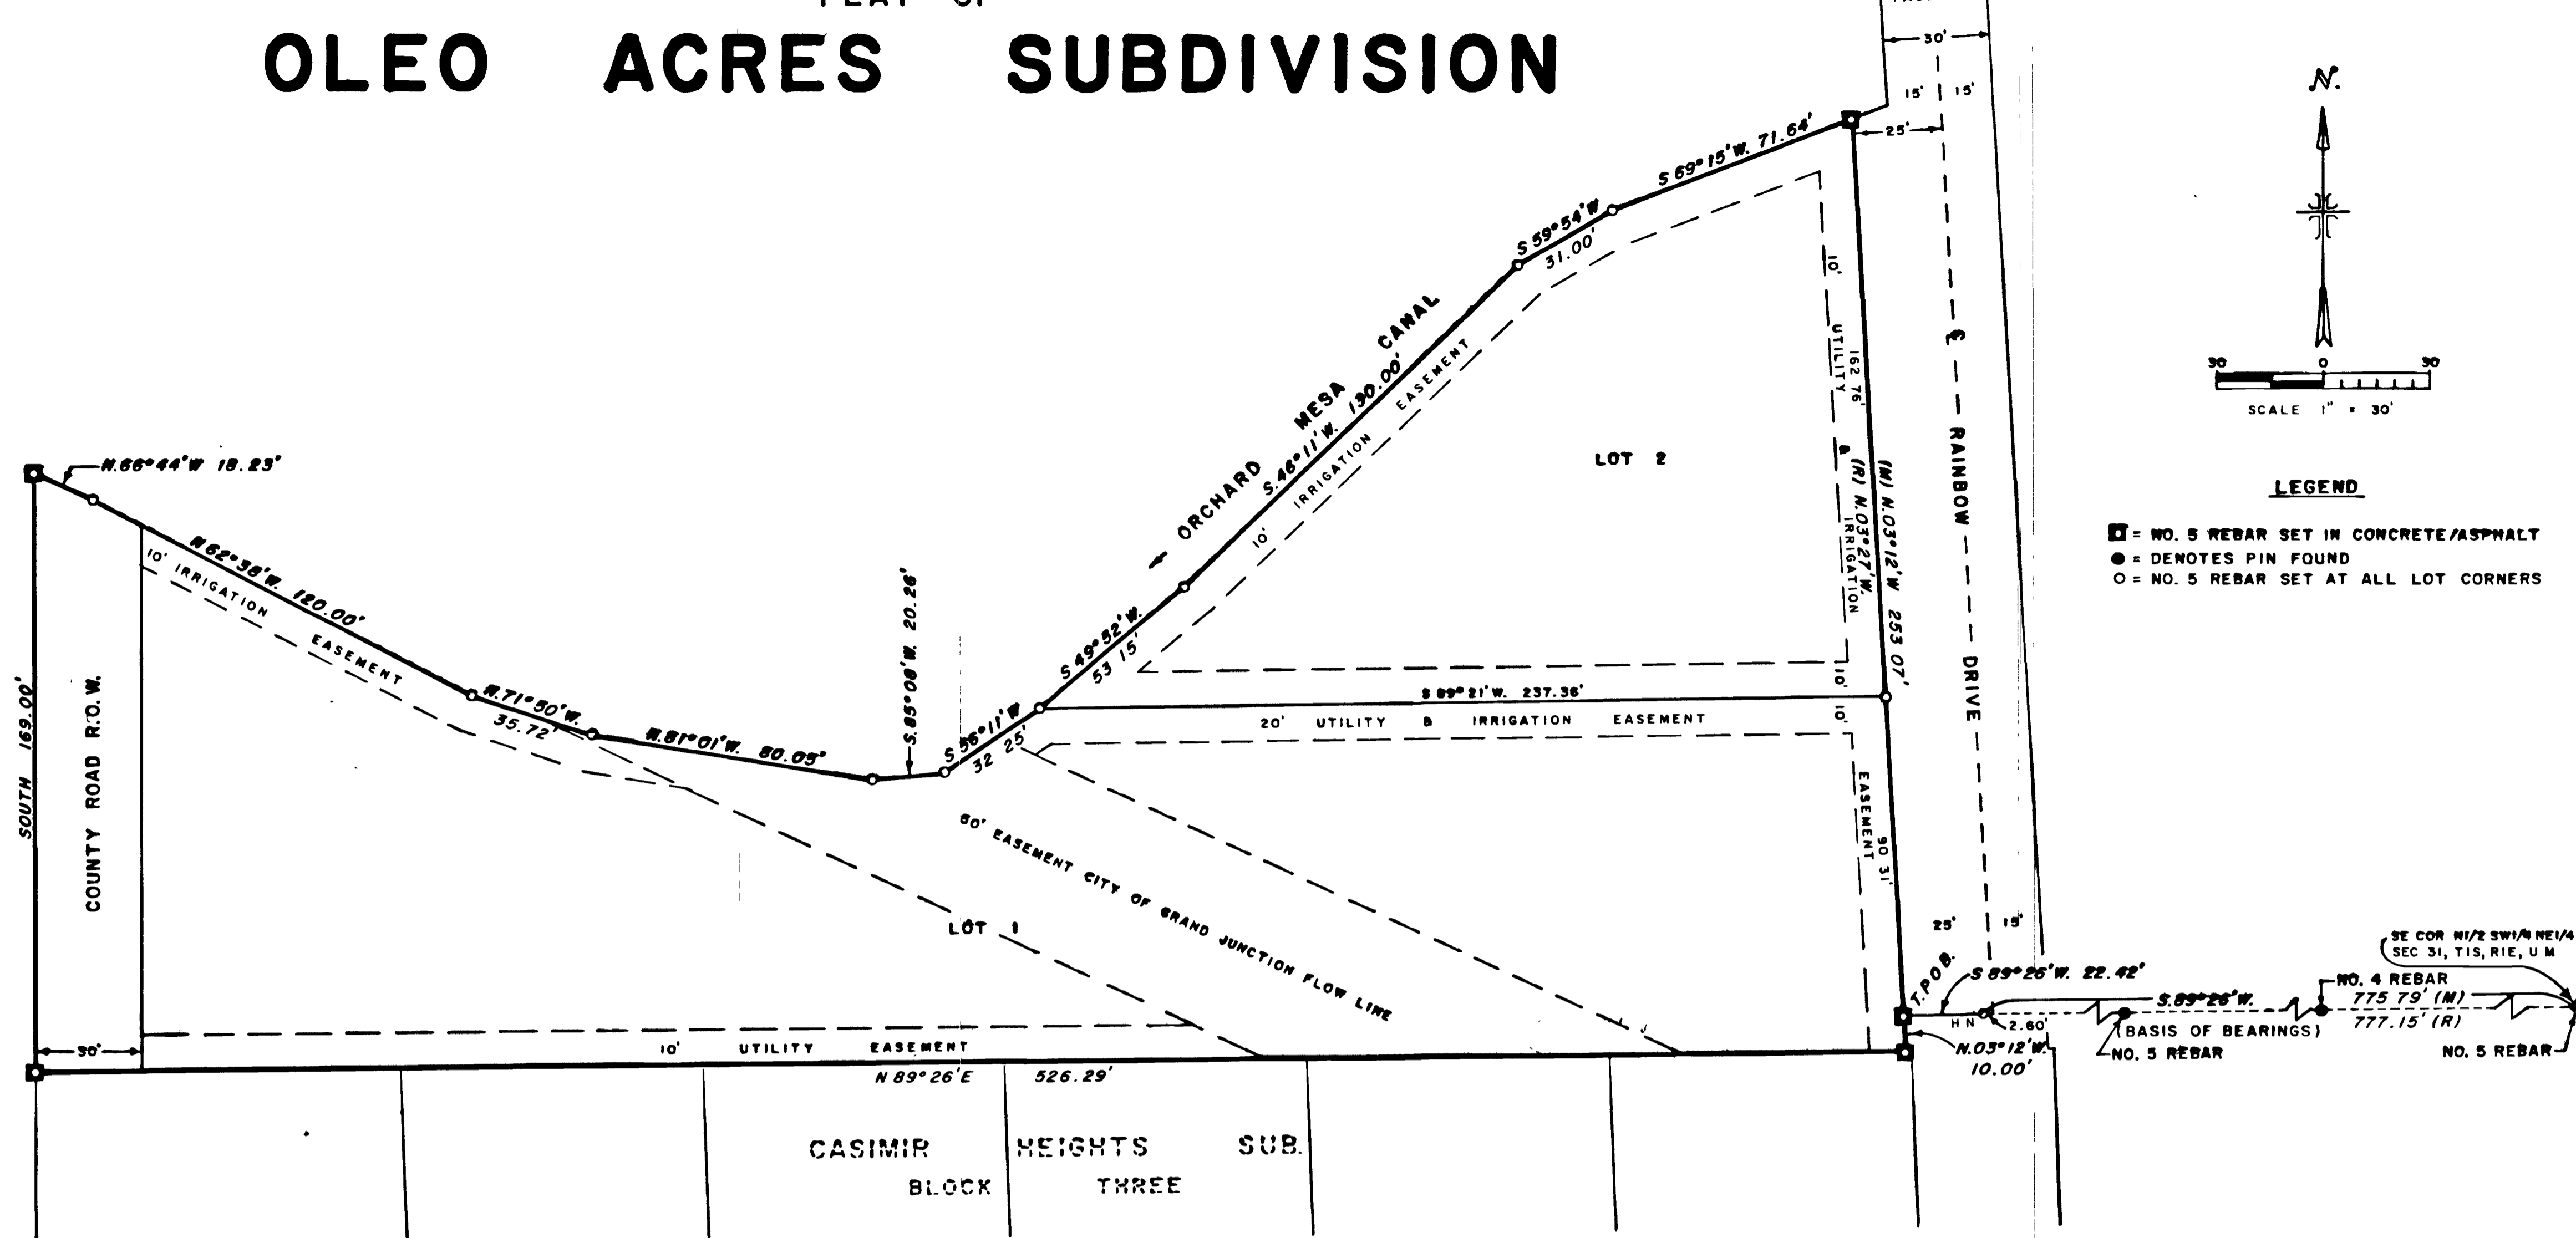 OLEO ACRES SUBDIVISION
30'
15' 15'
25'
N.
30 0 30
SCALE 1" = 30'
LEGEND
= NO. 5 REBAR SET IN CONCRETE/ASPHALT
= DENOTES PIN FOUND
= NO. 5 REBAR SET AT ALL LOT CORNERS
S 69°15'W. 71.64'
S 59°54'W
31.00'
ORCHARD MESA CANAL
S.46°11'W. 130.00'
10' IRRIGATION EASEMENT
S 49°52'W.
53 15'
S 56°11'W
32 25'
S.85°08'W. 20.26'
N.81°01'W. 80.05'
N.71°50'W.
35.72'
N 62°38'W. 120.00'
10' IRRIGATION EASEMENT
N.66°44'W 18.23'
SOUTH 169.00'
COUNTY ROAD R.O.W.
30'
LOT 2
10' UTILITY & IRRIGATION EASEMENT
162 76'
(R) N.03°27'W.
(M) N.03°12'W 253 07'
℄ RAINBOW DRIVE
S 89°21'W. 237.36'
10'
10'
20' UTILITY & IRRIGATION EASEMENT
90 31'
60' EASEMENT CITY OF GRAND JUNCTION FLOW LINE
LOT 1
10' UTILITY EASEMENT
N 89°26'E 526.29'
25' 15'
T.P.O.B.
S 89°26'W. 22.42'
H N
2.60'
N.03°12'W.
10.00'
S.89°26'W.
(BASIS OF BEARINGS)
NO. 5 REBAR
NO. 4 REBAR
775 79' (M)
777.15' (R)
NO. 5 REBAR
SE COR N1/2 SW1/4 NE1/4
SEC 31, T1S, R1E, U M
CASIMIR HEIGHTS SUB.
BLOCK THREE